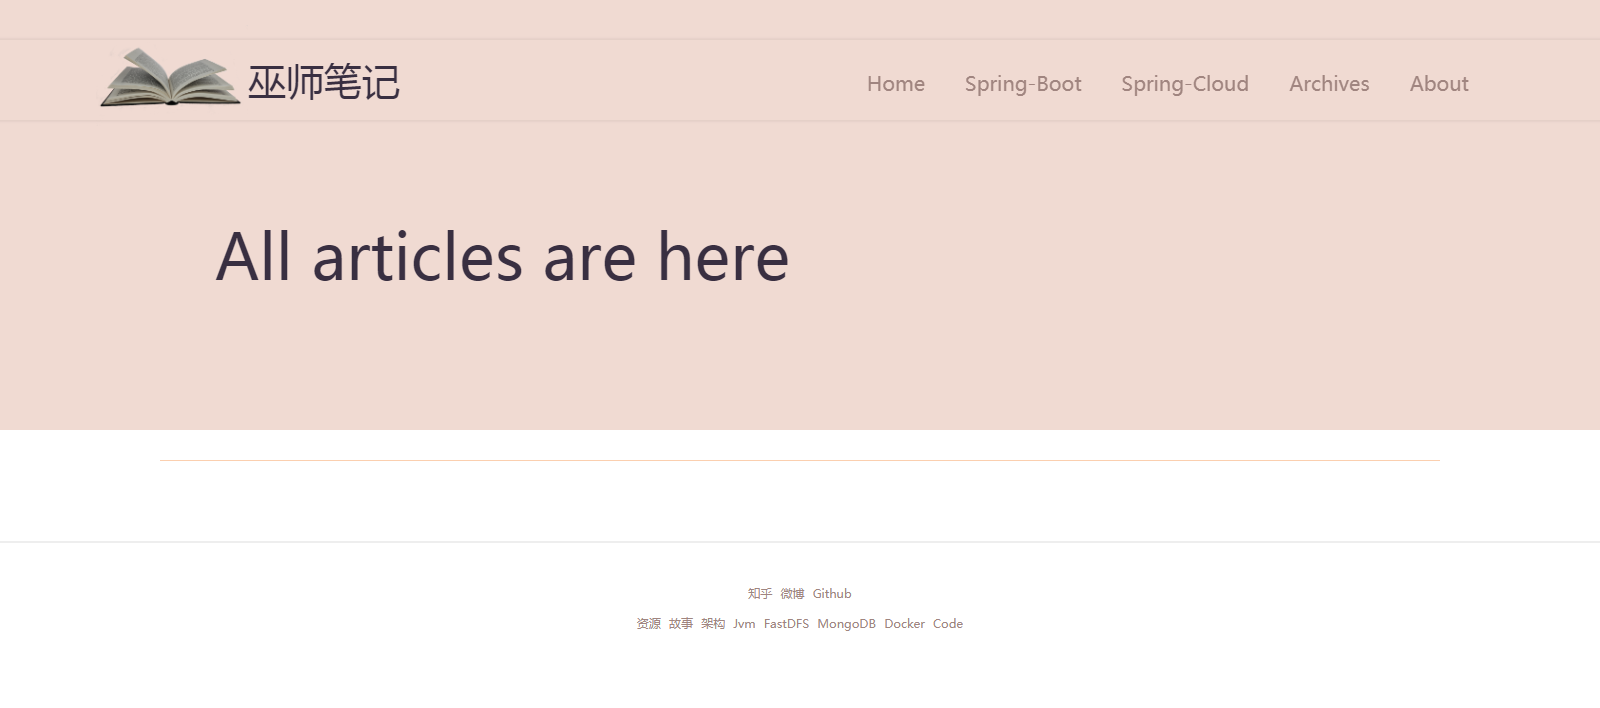 巫师笔记 Home Spring-Boot Spring-Cloud Archives About
All articles are here
知乎 微博 Github
资源 故事 架构 Jvm FastDFS MongoDB Docker Code